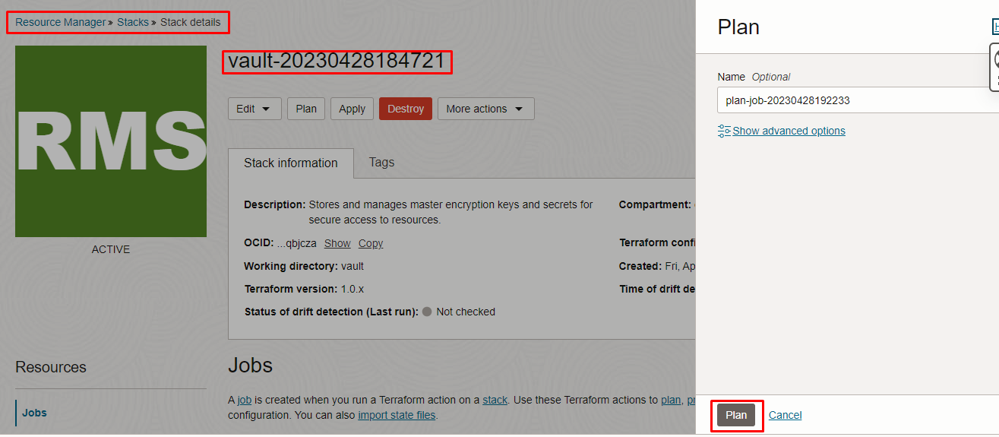 Resource Manager » Stacks » Stack details
RMS
ACTIVE
vault-20230428184721
Edit Plan Apply Destroy More actions
Stack information Tags
Description: Stores and manages master encryption keys and secrets for
secure access to resources.
OCID: ...qbjcza Show Copy
Working directory: vault
Terraform version: 1.0.x
Status of drift detection (Last run): Not checked
Compartment:
Terraform confi
Created: Fri, Ap
Time of drift de
Resources
Jobs
Jobs
A job is created when you run a Terraform action on a stack. Use these Terraform actions to plan, pr
configuration. You can also import state files.
Plan
Name Optional
plan-job-20230428192233
Show advanced options
Plan Cancel